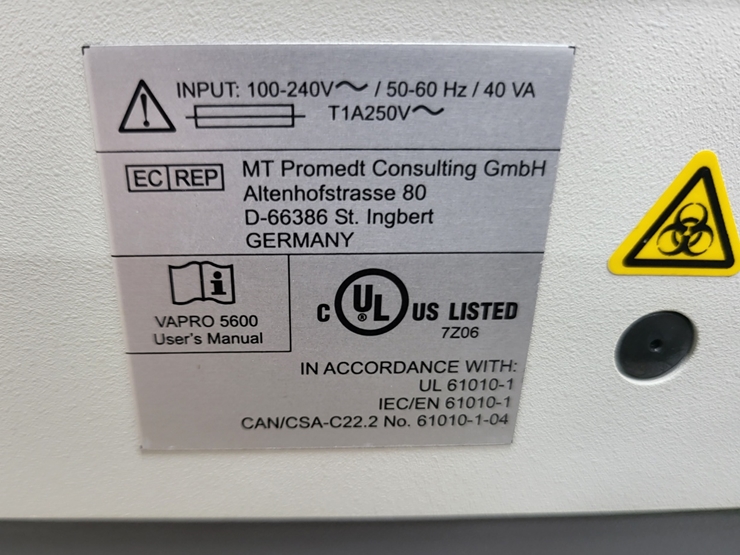 INPUT: 100-240V～ / 50-60 Hz / 40 VA
T1A250V～
EC REP
MT Promedt Consulting GmbH
Altenhofstrasse 80
D-66386 St. Ingbert
GERMANY
i
VAPRO 5600
User's Manual
C UL® US LISTED
7Z06
IN ACCORDANCE WITH:
UL 61010-1
IEC/EN 61010-1
CAN/CSA-C22.2 No. 61010-1-04